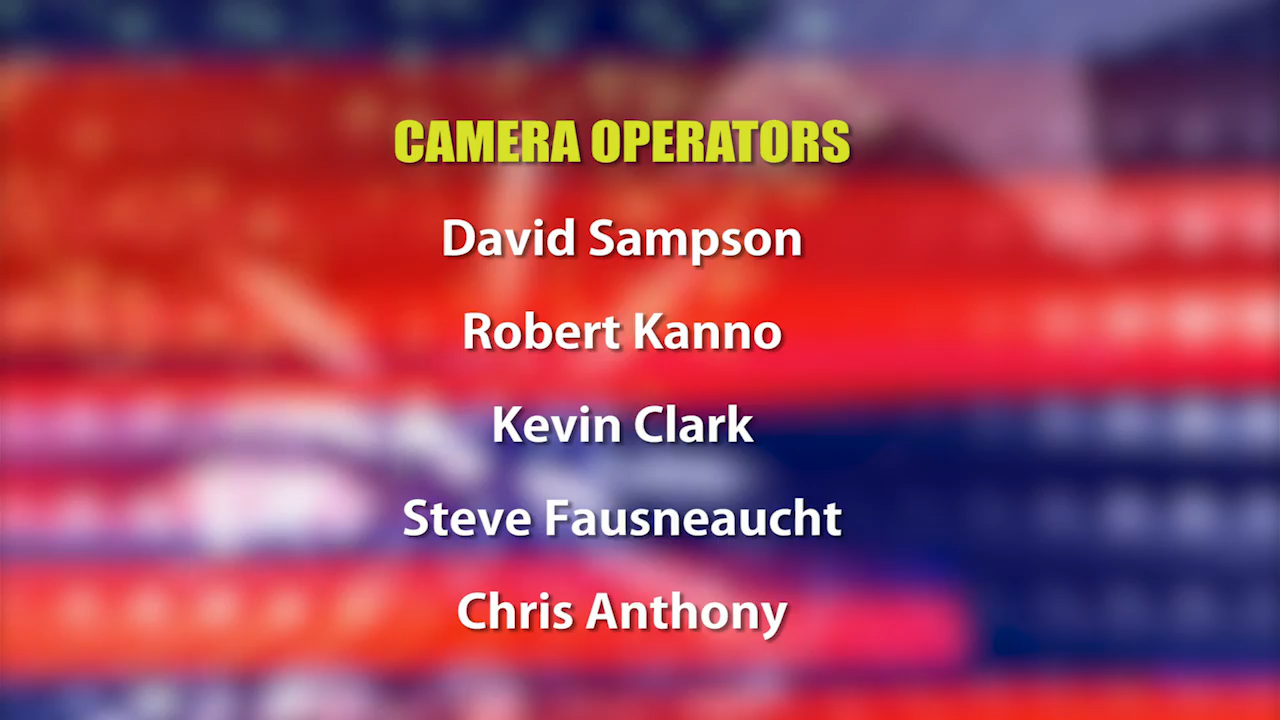 CAMERA OPERATORS
David Sampson
Robert Kanno
Kevin Clark
Steve Fausneaucht
Chris Anthony